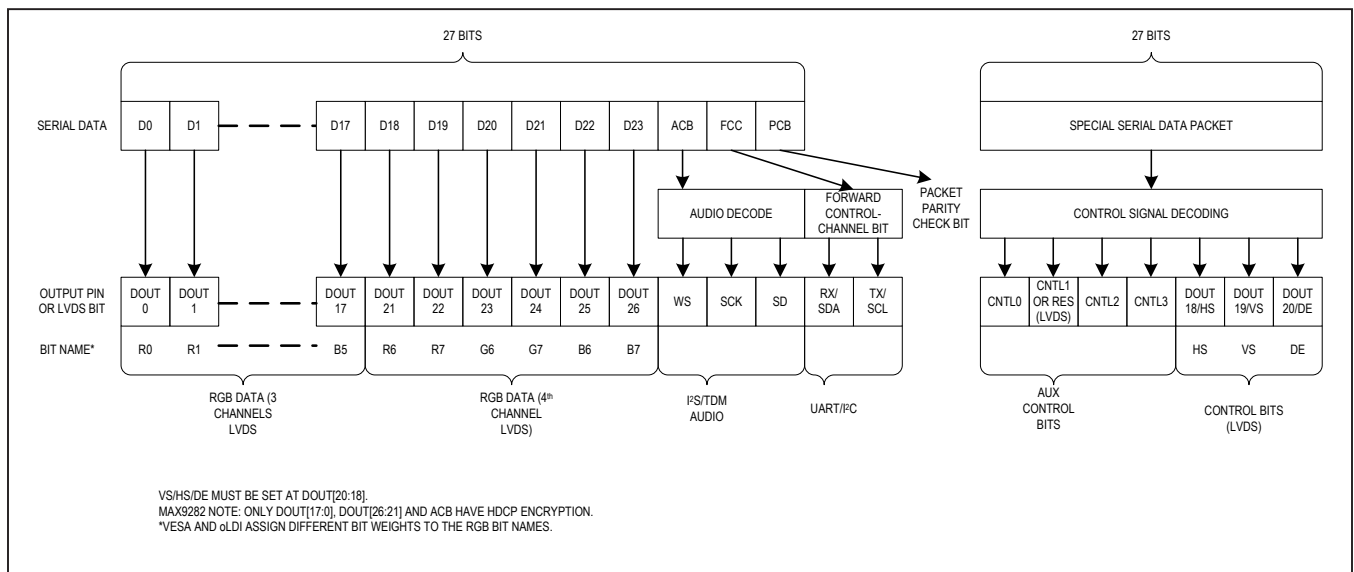 27 BITS
27 BITS
SERIAL DATA
D0
D1
D17
D18
D19
D20
D21
D22
D23
ACB
FCC
PCB
SPECIAL SERIAL DATA PACKET
AUDIO DECODE
FORWARD
CONTROL-
CHANNEL BIT
PACKET
PARITY
CHECK BIT
CONTROL SIGNAL DECODING
OUTPUT PIN
OR LVDS BIT
DOUT
0
DOUT
1
DOUT
17
DOUT
21
DOUT
22
DOUT
23
DOUT
24
DOUT
25
DOUT
26
WS
SCK
SD
RX/
SDA
TX/
SCL
CNTL0
CNTL1
OR RES
(LVDS)
CNTL2
CNTL3
DOUT
18/HS
DOUT
19/VS
DOUT
20/DE
BIT NAME*
R0
R1
B5
R6
R7
G6
G7
B6
B7
HS
VS
DE
RGB DATA (3
CHANNELS
LVDS
RGB DATA (4th
CHANNEL
LVDS)
I²S/TDM
AUDIO
UART/I²C
AUX
CONTROL
BITS
CONTROL BITS
(LVDS)
VS/HS/DE MUST BE SET AT DOUT[20:18].
MAX9282 NOTE: ONLY DOUT[17:0], DOUT[26:21] AND ACB HAVE HDCP ENCRYPTION.
*VESA AND oLDI ASSIGN DIFFERENT BIT WEIGHTS TO THE RGB BIT NAMES.